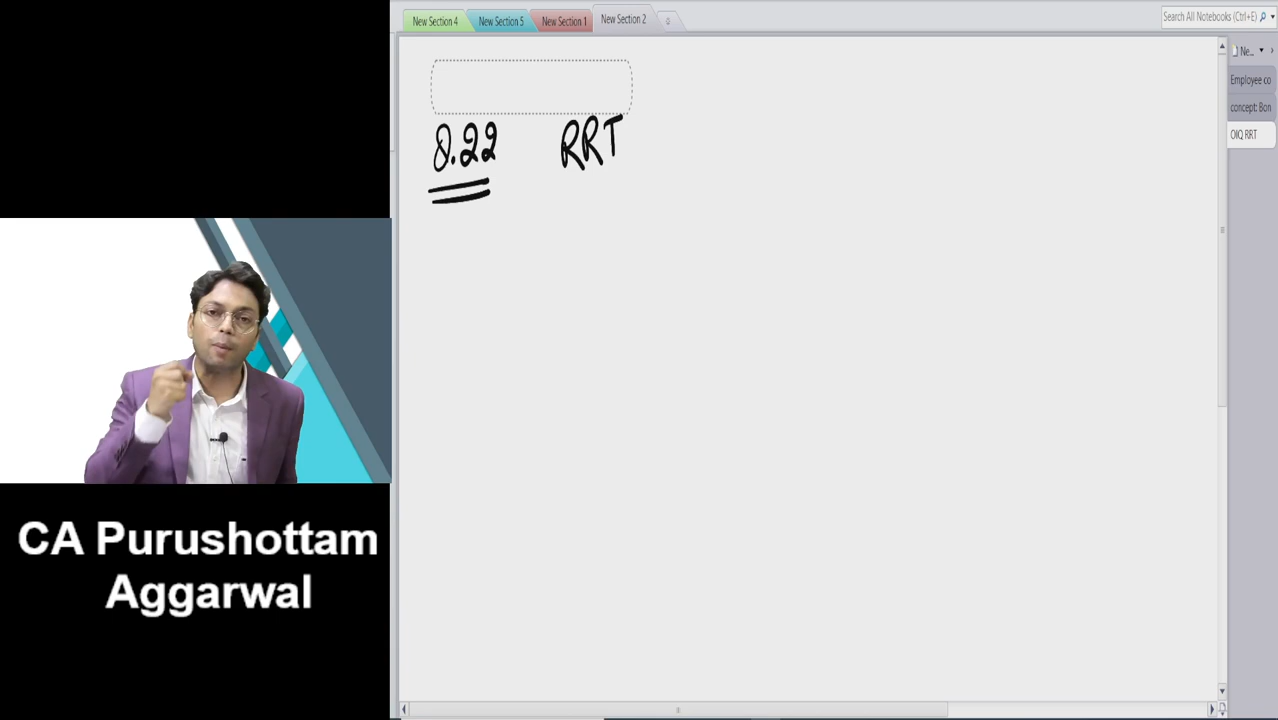 New Section 4
New Section 5
New Section 1
New Section 2
Search All Notebooks (Ctrl+E)
Ne...
Employee co
concept: Bon
OIQ RRT
Q.22 RRT
CA Purushottam
Aggarwal